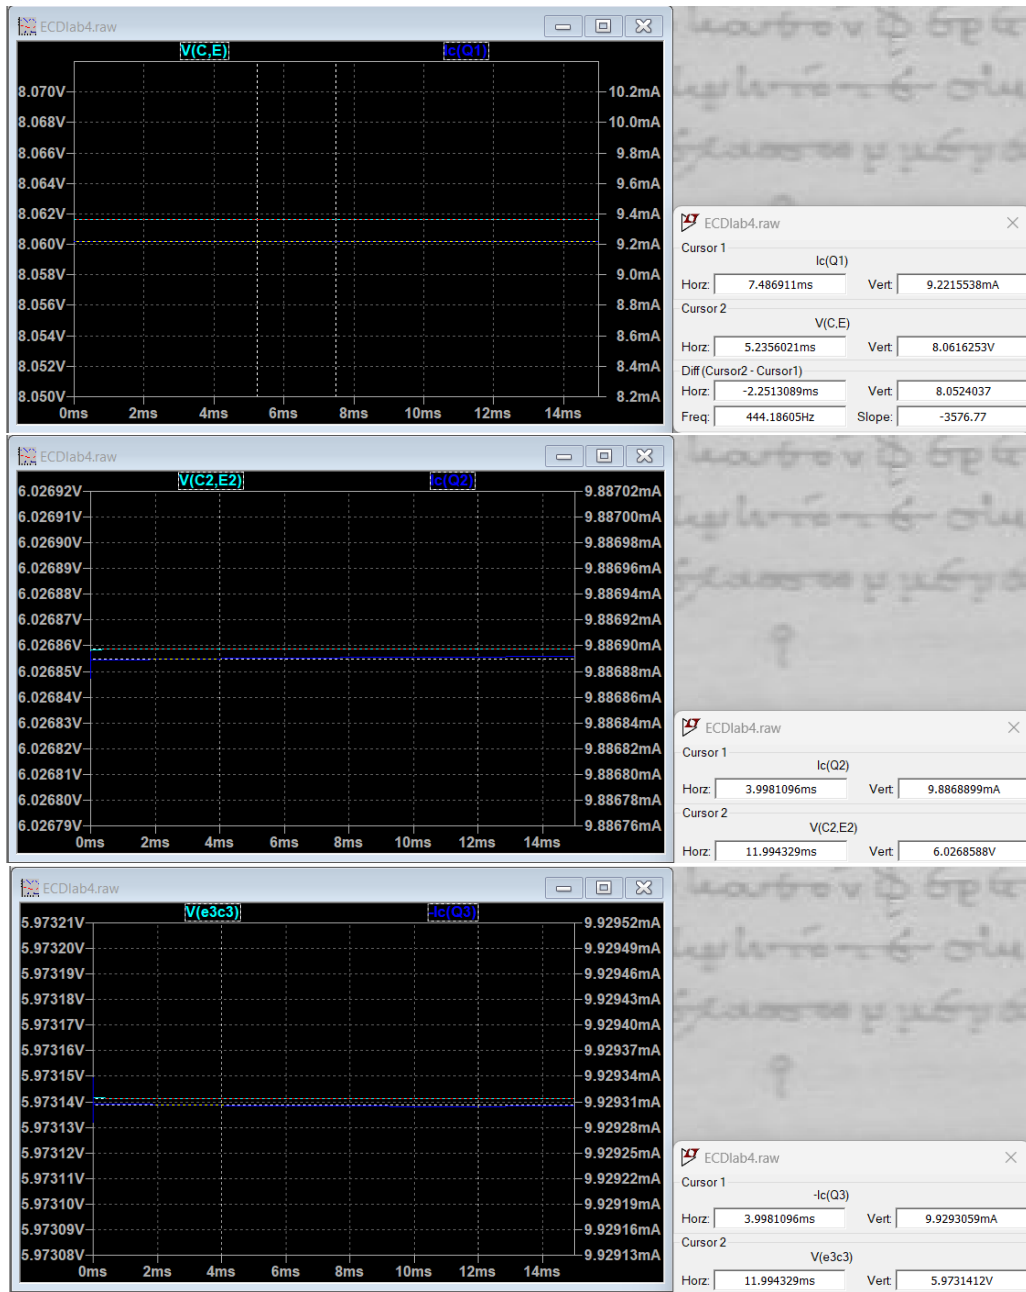 ECDlab4.raw
V(C,E) Ic(Q1)
8.070V 10.2mA
8.068V 10.0mA
8.066V 9.8mA
8.064V 9.6mA
8.062V 9.4mA
8.060V 9.2mA
8.058V 9.0mA
8.056V 8.8mA
8.054V 8.6mA
8.052V 8.4mA
8.050V 8.2mA
0ms 2ms 4ms 6ms 8ms 10ms 12ms 14ms
ECDlab4.raw
Cursor 1
Ic(Q1)
Horz: 7.486911ms Vert: 9.2215538mA
Cursor 2
V(C,E)
Horz: 5.2356021ms Vert: 8.0616253V
Diff (Cursor2 - Cursor1)
Horz: -2.2513089ms Vert: 8.0524037
Freq: 444.18605Hz Slope: -3576.77
ECDlab4.raw
V(C2,E2) Ic(Q2)
6.02692V 9.88702mA
6.02691V 9.88700mA
6.02690V 9.88698mA
6.02689V 9.88696mA
6.02688V 9.88694mA
6.02687V 9.88692mA
6.02686V 9.88690mA
6.02685V 9.88688mA
6.02684V 9.88686mA
6.02683V 9.88684mA
6.02682V 9.88682mA
6.02681V 9.88680mA
6.02680V 9.88678mA
6.02679V 9.88676mA
0ms 2ms 4ms 6ms 8ms 10ms 12ms 14ms
ECDlab4.raw
Cursor 1
Ic(Q2)
Horz: 3.9981096ms Vert: 9.8868899mA
Cursor 2
V(C2,E2)
Horz: 11.994329ms Vert: 6.0268588V
ECDlab4.raw
V(e3c3) -Ic(Q3)
5.97321V 9.92952mA
5.97320V 9.92949mA
5.97319V 9.92946mA
5.97318V 9.92943mA
5.97317V 9.92940mA
5.97316V 9.92937mA
5.97315V 9.92934mA
5.97314V 9.92931mA
5.97313V 9.92928mA
5.97312V 9.92925mA
5.97311V 9.92922mA
5.97310V 9.92919mA
5.97309V 9.92916mA
5.97308V 9.92913mA
0ms 2ms 4ms 6ms 8ms 10ms 12ms 14ms
ECDlab4.raw
Cursor 1
-Ic(Q3)
Horz: 3.9981096ms Vert: 9.9293059mA
Cursor 2
V(e3c3)
Horz: 11.994329ms Vert: 5.9731412V